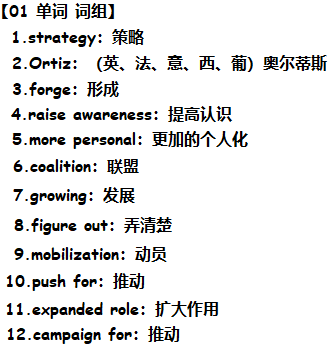 【01 单词 词组】
1.strategy：策略
2.Ortiz：（英、法、意、西、葡）奥尔蒂斯
3.forge：形成
4.raise awareness：提高认识
5.more personal：更加的个人化
6.coalition：联盟
7.growing：发展
8.figure out：弄清楚
9.mobilization：动员
10.push for：推动
11.expanded role：扩大作用
12.campaign for：推动